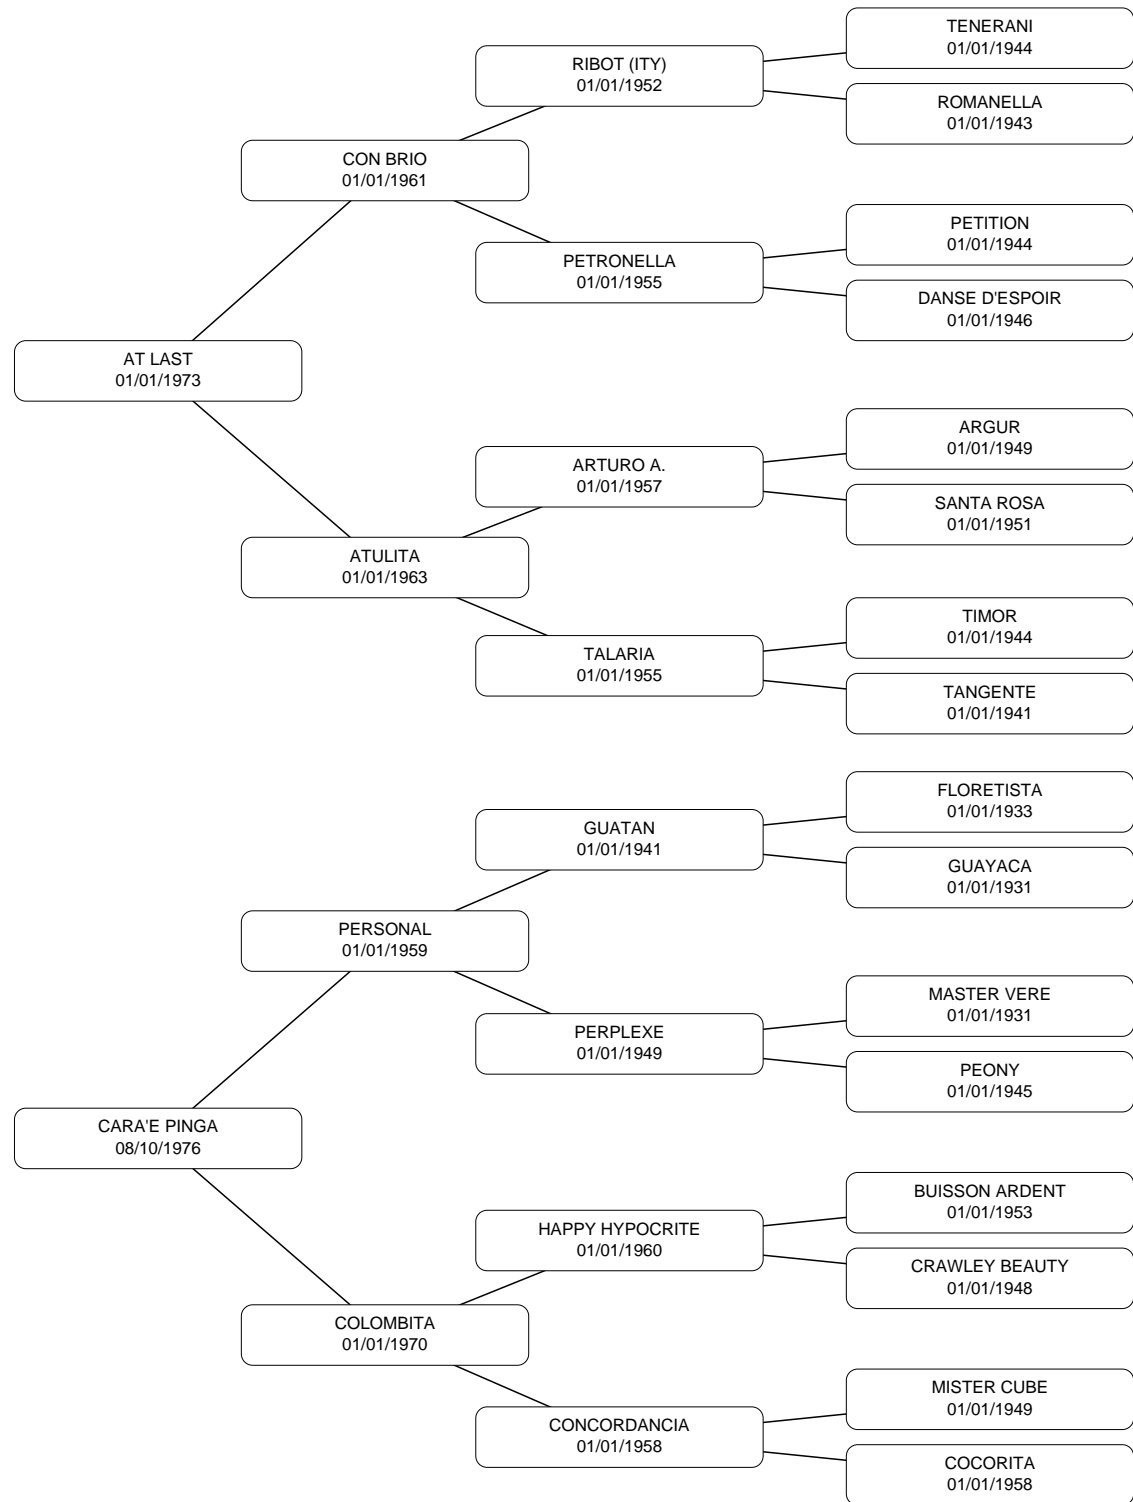 TENERANI
01/01/1944
RIBOT (ITY)
01/01/1952
ROMANELLA
01/01/1943
CON BRIO
01/01/1961
PETITION
01/01/1944
PETRONELLA
01/01/1955
DANSE D'ESPOIR
01/01/1946
AT LAST
01/01/1973
ARGUR
01/01/1949
ARTURO A.
01/01/1957
SANTA ROSA
01/01/1951
ATULITA
01/01/1963
TIMOR
01/01/1944
TALARIA
01/01/1955
TANGENTE
01/01/1941
FLORETISTA
01/01/1933
GUATAN
01/01/1941
GUAYACA
01/01/1931
PERSONAL
01/01/1959
MASTER VERE
01/01/1931
PERPLEXE
01/01/1949
PEONY
01/01/1945
CARA'E PINGA
08/10/1976
BUISSON ARDENT
01/01/1953
HAPPY HYPOCRITE
01/01/1960
CRAWLEY BEAUTY
01/01/1948
COLOMBITA
01/01/1970
MISTER CUBE
01/01/1949
CONCORDANCIA
01/01/1958
COCORITA
01/01/1958